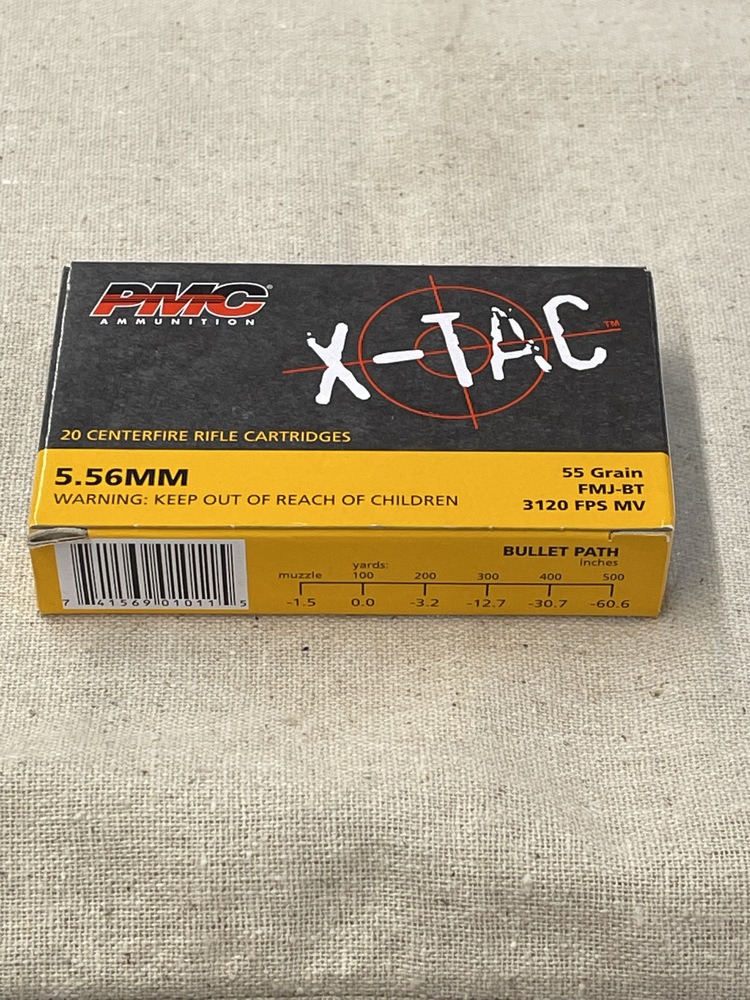 PMC®
AMMUNITION
X-TAC™
20 CENTERFIRE RIFLE CARTRIDGES
5.56MM
WARNING: KEEP OUT OF REACH OF CHILDREN
55 Grain
FMJ-BT
3120 FPS MV
7 41569 01011 5
BULLET PATH
Inches
yards:
muzzle 100 200 300 400 500
-1.5 0.0 -3.2 -12.7 -30.7 -60.6